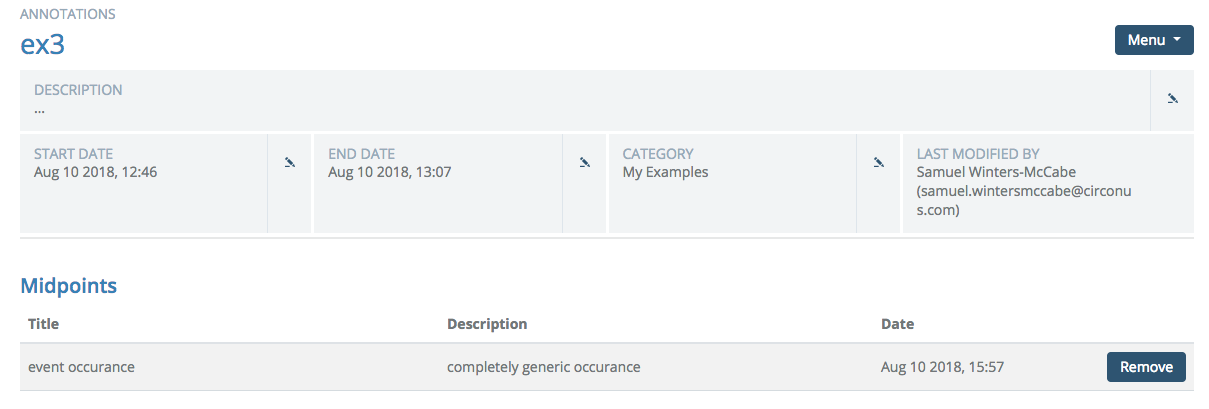 ANNOTATIONS
ex3
Menu
DESCRIPTION
...
START DATE
Aug 10 2018, 12:46
END DATE
Aug 10 2018, 13:07
CATEGORY
My Examples
LAST MODIFIED BY
Samuel Winters-McCabe
(samuel.wintersmccabe@circonu
s.com)
Midpoints
Title Description Date
event occurance completely generic occurance Aug 10 2018, 15:57 Remove